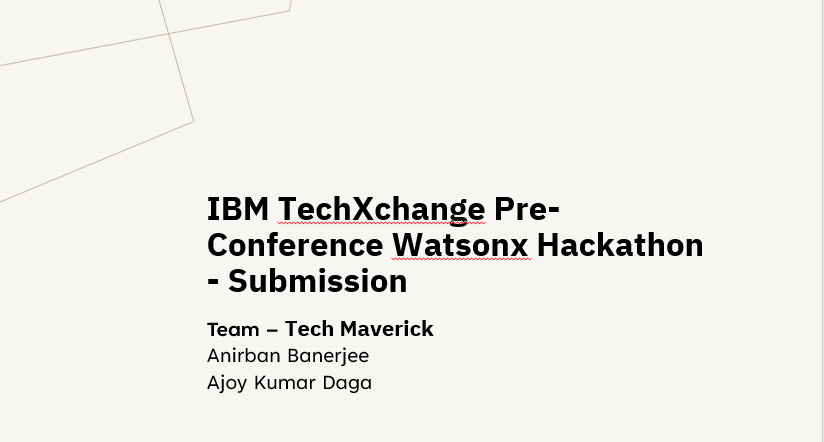 IBM TechXchange Pre-
Conference Watsonx Hackathon
- Submission
Team – Tech Maverick
Anirban Banerjee
Ajoy Kumar Daga